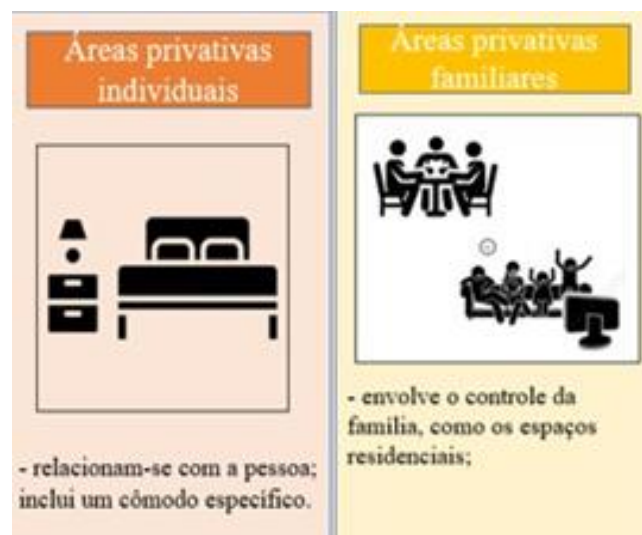 Áreas privativas
individuais
- relacionam-se com a pessoa;
inclui um cômodo específico.
Áreas privativas
familiares
- envolve o controle da
família, como os espaços
residenciais;